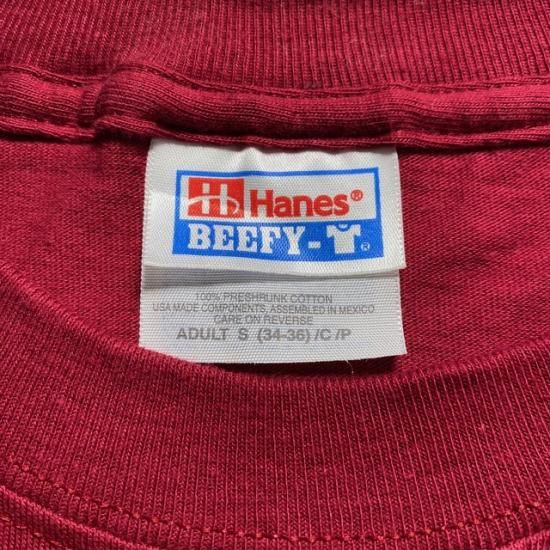 Hanes®
BEEFY-T®
100% PRESHRUNK COTTON
USA MADE COMPONENTS, ASSEMBLED IN MEXICO
CARE ON REVERSE
ADULT S (34-36) /C /P